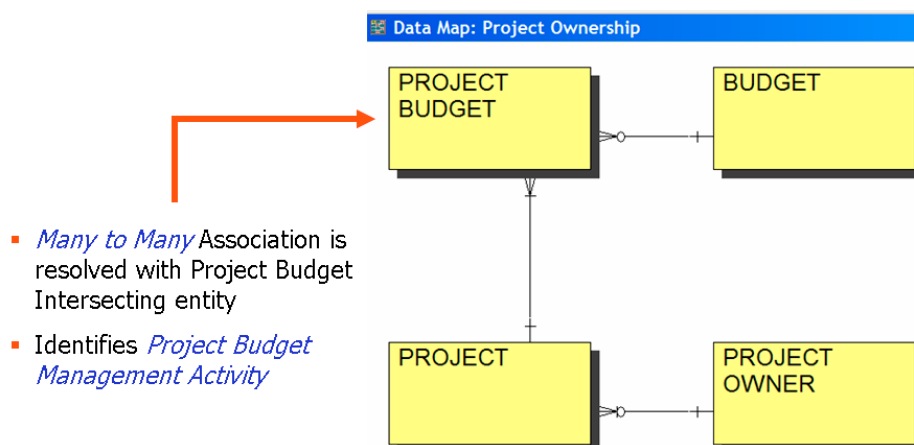 Data Map: Project Ownership
PROJECT
BUDGET
BUDGET
Many to Many Association is
resolved with Project Budget
Intersecting entity
Identifies Project Budget
Management Activity
PROJECT
PROJECT
OWNER